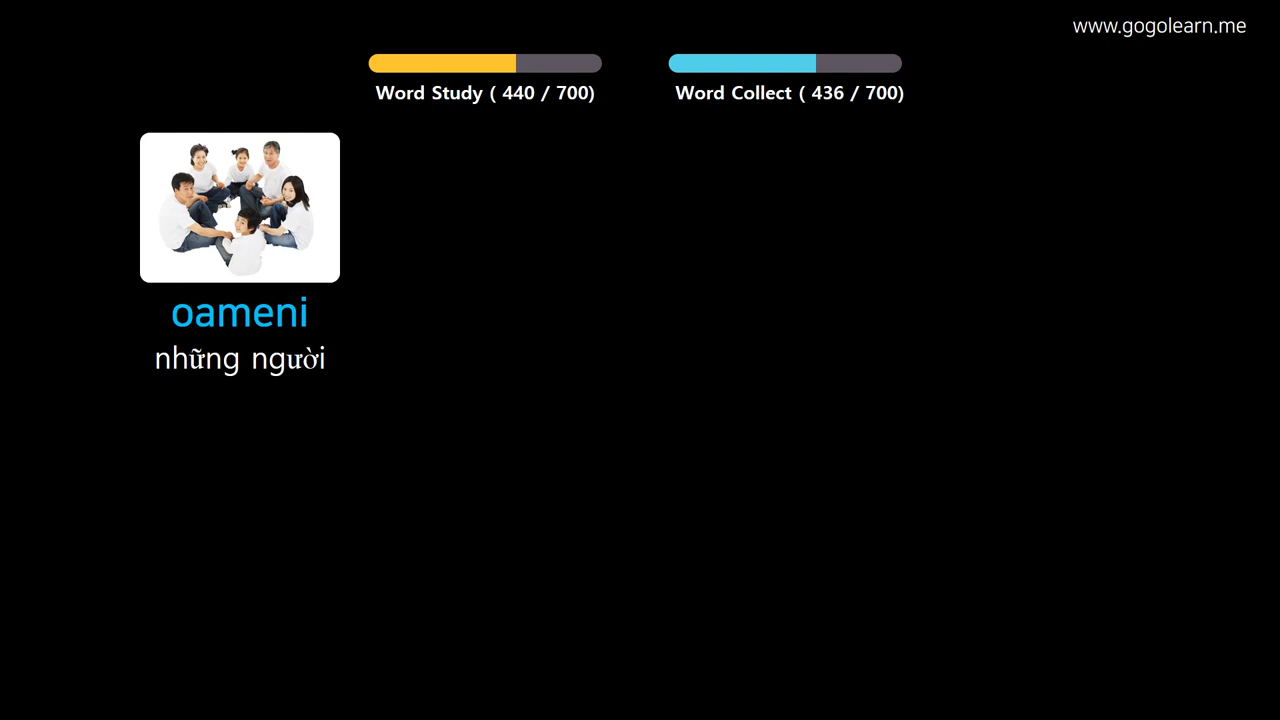 www.gogolearn.me
Word Study ( 440 / 700)
Word Collect ( 436 / 700)
oameni
những người